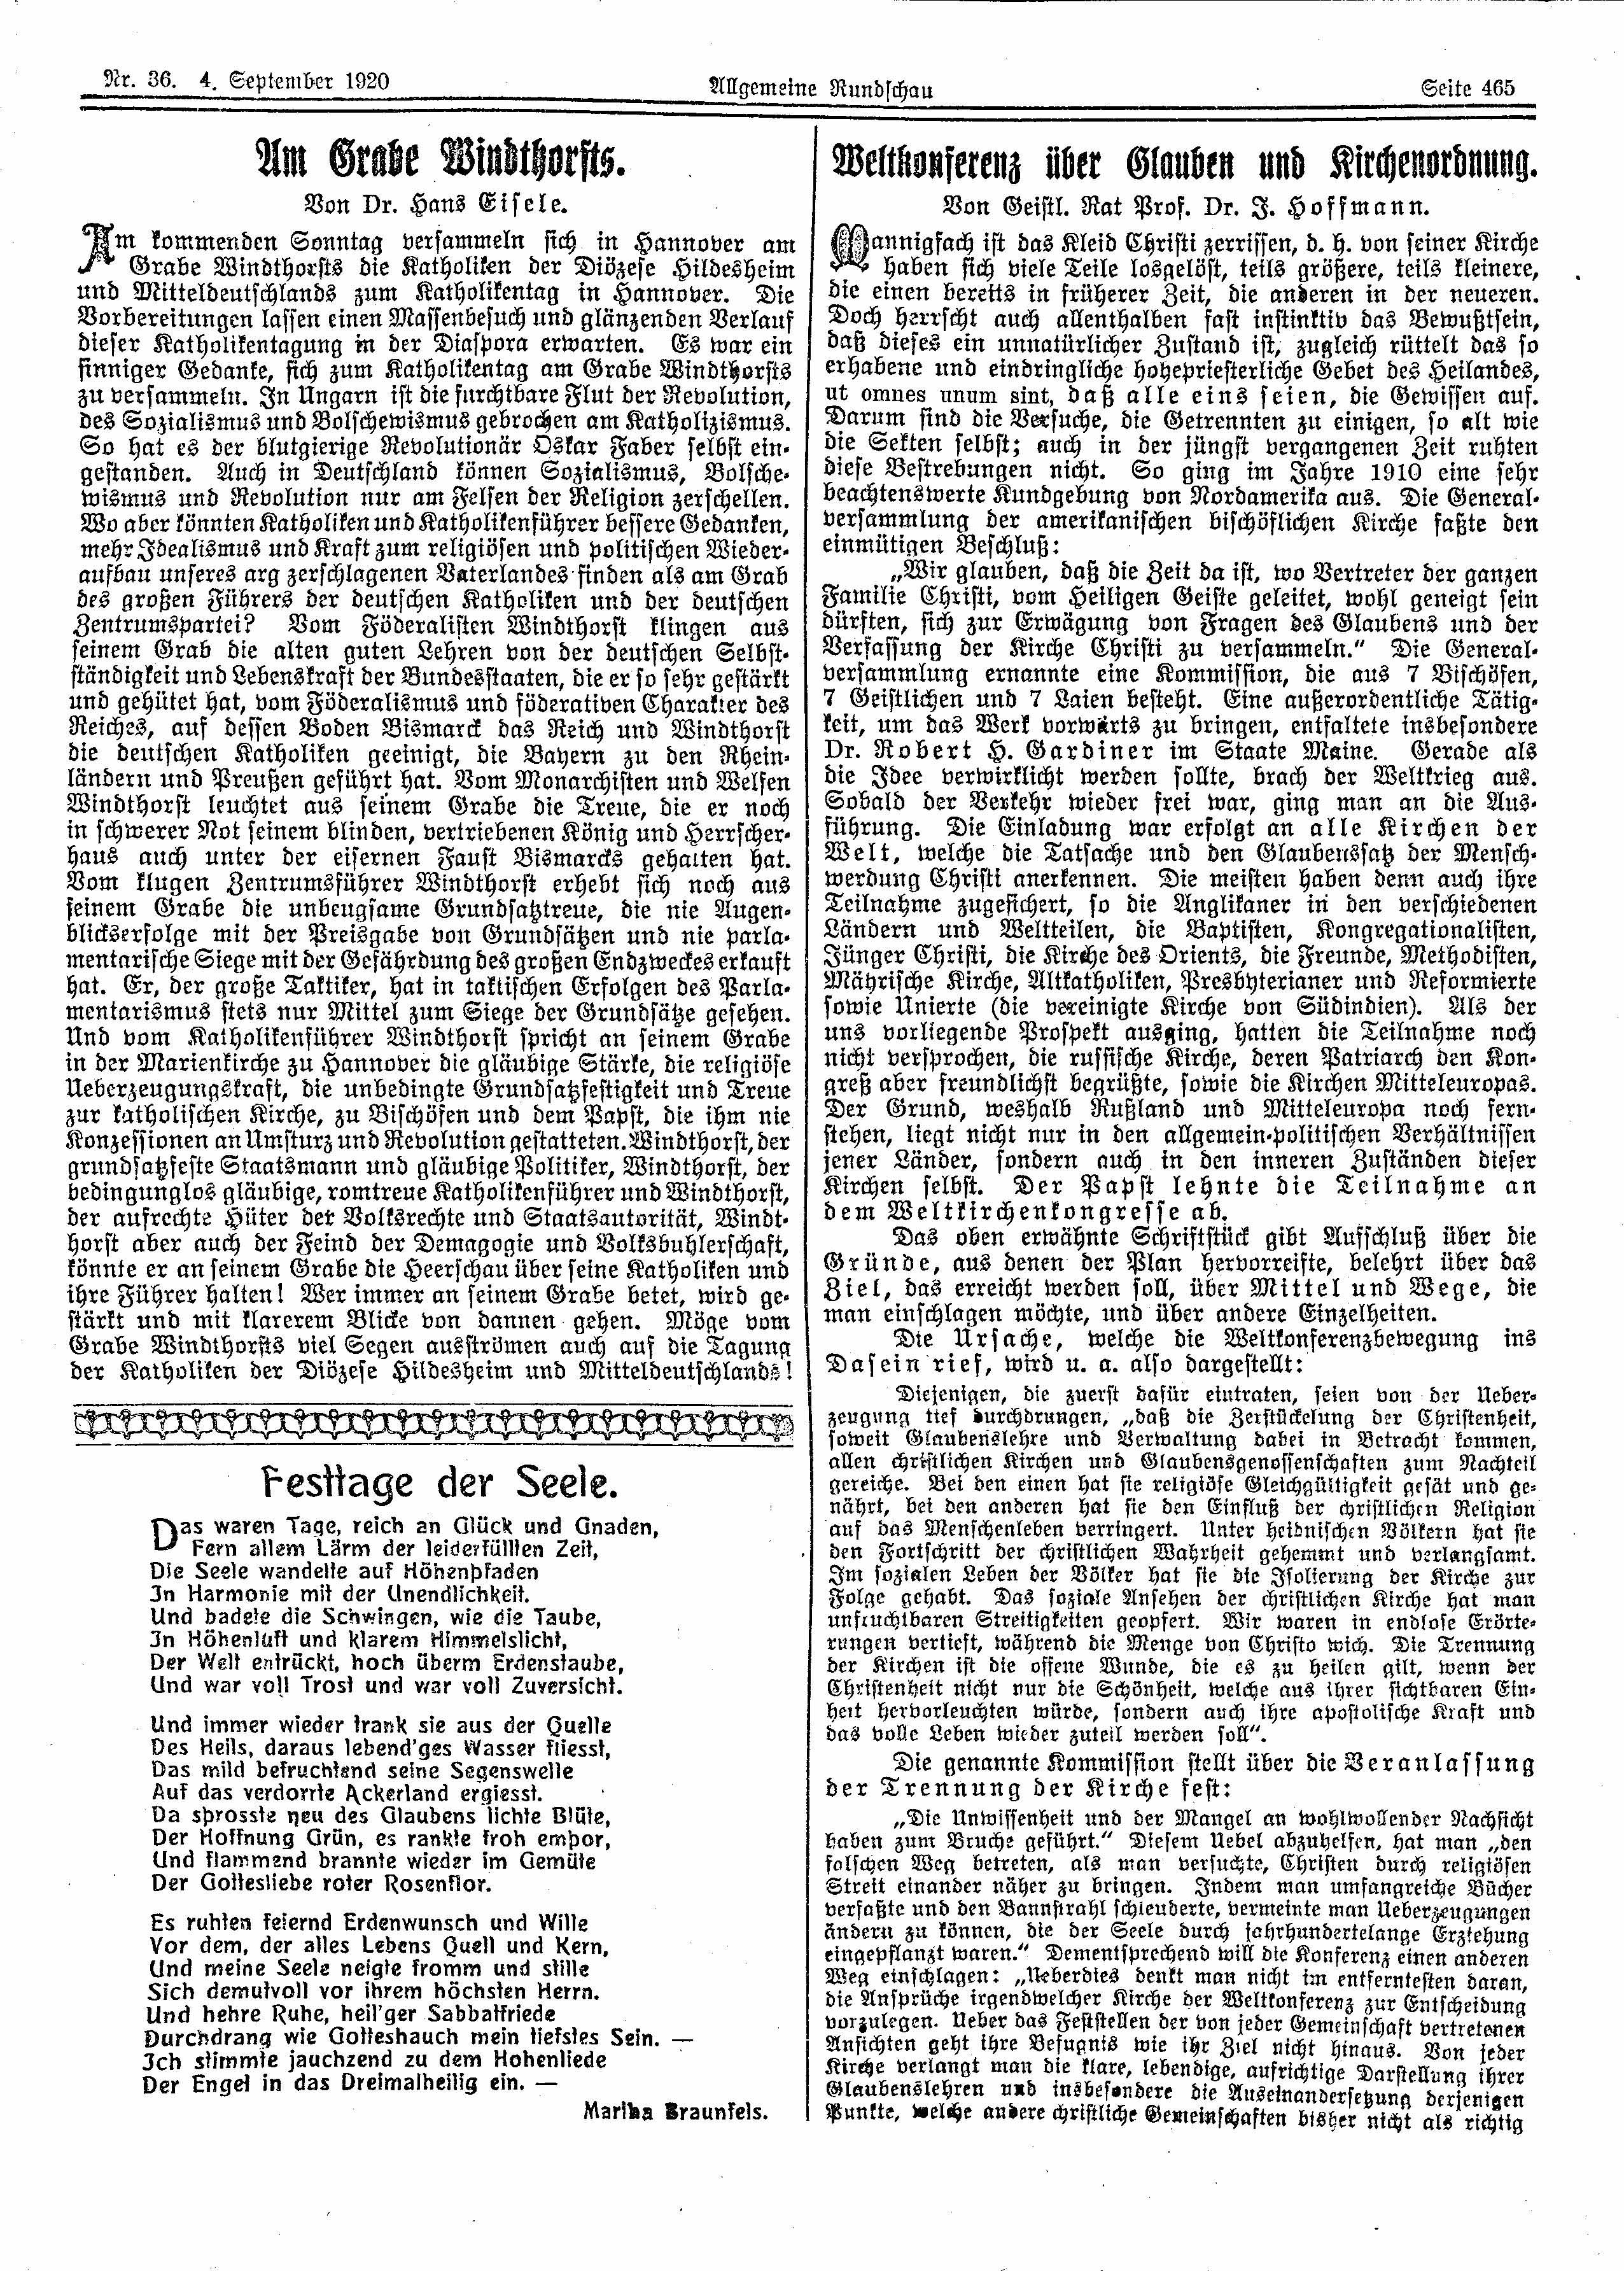 Nr. 36. 4. September 1920
Allgemeine Rundschau
Seite 465
Am Grabe Windthorsts.
Von Dr. Hans Eisele.
Am kommenden Sonntag versammeln sich in Hannover am
Grabe Windthorsts die Katholiken der Diözese Hildesheim
und Mitteldeutschlands zum Katholikentag in Hannover. Die
Vorbereitungen lassen einen Massenbesuch und glänzenden Verlauf
dieser Katholikentagung in der Diaspora erwarten. Es war ein
sinniger Gedanke, sich zum Katholikentag am Grabe Windthorsts
zu versammeln. In Ungarn ist die furchtbare Flut der Revolution,
des Sozialismus und Bolschewismus gebrochen am Katholizismus.
So hat es der blutgierige Revolutionär Oskar Faber selbst ein-
gestanden. Auch in Deutschland können Sozialismus, Bolsche-
wismus und Revolution nur am Felsen der Religion zerschellen.
Wo aber könnten Katholiken und Katholikenführer bessere Gedanken,
mehr Idealismus und Kraft zum religiösen und politischen Wieder-
aufbau unseres arg zerschlagenen Vaterlandes finden als am Grab
des großen Führers der deutschen Katholiken und der deutschen
Zentrumspartei? Vom Föderalisten Windthorst klingen aus
seinem Grab die alten guten Lehren von der deutschen Selbst-
ständigkeit und Lebenskraft der Bundesstaaten, die er so sehr gestärkt
und gehütet hat, vom Föderalismus und föderativen Charakter des
Reiches, auf dessen Boden Bismarck das Reich und Windthorst
die deutschen Katholiken geeinigt, die Bayern zu den Rhein-
ländern und Preußen geführt hat. Vom Monarchisten und Welfen
Windthorst leuchtet aus seinem Grabe die Treue, die er noch
in schwerer Not seinem blinden, vertriebenen König und Herrscher-
haus auch unter der eisernen Faust Bismarcks gehalten hat.
Vom klugen Zentrumsführer Windthorst erhebt sich noch aus
seinem Grabe die unbeugsame Grundsatztreue, die nie Augen-
blickserfolge mit der Preisgabe von Grundsätzen und nie parla-
mentarische Siege mit der Gefährdung des großen Endzweckes erkauft
hat. Er, der große Taktiker, hat in taktischen Erfolgen des Parla-
mentarismus stets nur Mittel zum Siege der Grundsätze gesehen.
Und vom Katholikenführer Windthorst spricht an seinem Grabe
in der Marienkirche zu Hannover die gläubige Stärke, die religiöse
Ueberzeugungskraft, die unbedingte Grundsatzfestigkeit und Treue
zur katholischen Kirche, zu Bischöfen und dem Papst, die ihm nie
Konzessionen an Umsturz und Revolution gestatteten. Windthorst, der
grundsatzfeste Staatsmann und gläubige Politiker, Windthorst, der
bedingunglos gläubige, romtreue Katholikenführer und Windthorst,
der aufrechte Hüter der Volksrechte und Staatsautorität, Windt-
horst aber auch der Feind der Demagogie und Volksbuhlerschaft,
könnte er an seinem Grabe die Heerschau über seine Katholiken und
ihre Führer halten! Wer immer an seinem Grabe betet, wird ge-
stärkt und mit klarerem Blicke von dannen gehen. Möge vom
Grabe Windthorsts viel Segen ausströmen auch auf die Tagung
der Katholiken der Diözese Hildesheim und Mitteldeutschlands!
Festtage der Seele.
Das waren Tage, reich an Glück und Gnaden,
Fern allem Lärm der leiderfüllten Zeit,
Die Seele wandelte auf Höhenpfaden
In Harmonie mit der Unendlichkeit.
Und badete die Schwingen, wie die Taube,
In Höhenluft und klarem Himmelslicht,
Der Welt entrückt, hoch überm Erdenstaube,
Und war voll Trost und war voll Zuversicht.
Und immer wieder trank sie aus der Quelle
Des Heils, daraus lebend'ges Wasser fliesst,
Das mild befruchtend seine Segenswelle
Auf das verdorrte Ackerland ergiesst.
Da sprosste neu des Glaubens lichte Blüte,
Der Hoffnung Grün, es rankte froh empor,
Und flammend brannte wieder im Gemüte
Der Gottesliebe roter Rosenflor.
Es ruhten feiernd Erdenwunsch und Wille
Vor dem, der alles Lebens Quell und Kern,
Und meine Seele neigte fromm und stille
Sich demutvoll vor ihrem höchsten Herrn.
Und hehre Ruhe, heil'ger Sabbatfriede
Durchdrang wie Gotteshauch mein tiefstes Sein. —
Ich stimmte jauchzend zu dem Hohenliede
Der Engel in das Dreimalheilig ein. —
Martha Braunfels.
Weltkonferenz über Glauben und Kirchenordnung.
Von Geistl. Rat Prof. Dr. J. Hoffmann.
Mannigfach ist das Kleid Christi zerrissen, d. h. von seiner Kirche
haben sich viele Teile losgelöst, teils größere, teils kleinere,
die einen bereits in früherer Zeit, die anderen in der neueren.
Doch herrscht auch allenthalben fast instinktiv das Bewußtsein,
daß dieses ein unnatürlicher Zustand ist, zugleich rüttelt das so
erhabene und eindringliche hohepriesterliche Gebet des Heilandes,
ut omnes unum sint, daß alle eins seien, die Gewissen auf.
Darum sind die Versuche, die Getrennten zu einigen, so alt wie
die Sekten selbst; auch in der jüngst vergangenen Zeit ruhten
diese Bestrebungen nicht. So ging im Jahre 1910 eine sehr
beachtenswerte Kundgebung von Nordamerika aus. Die General-
versammlung der amerikanischen bischöflichen Kirche faßte den
einmütigen Beschluß:
„Wir glauben, daß die Zeit da ist, wo Vertreter der ganzen
Familie Christi, vom Heiligen Geiste geleitet, wohl geneigt sein
dürften, sich zur Erwägung von Fragen des Glaubens und der
Verfassung der Kirche Christi zu versammeln.“ Die General-
versammlung ernannte eine Kommission, die aus 7 Bischöfen,
7 Geistlichen und 7 Laien besteht. Eine außerordentliche Tätig-
keit, um das Werk vorwärts zu bringen, entfaltete insbesondere
Dr. Robert H. Gardiner im Staate Maine. Gerade als
die Idee verwirklicht werden sollte, brach der Weltkrieg aus.
Sobald der Verkehr wieder frei war, ging man an die Aus-
führung. Die Einladung war erfolgt an alle Kirchen der
Welt, welche die Tatsache und den Glaubenssatz der Mensch-
werdung Christi anerkennen. Die meisten haben denn auch ihre
Teilnahme zugesichert, so die Anglikaner in den verschiedenen
Ländern und Weltteilen, die Baptisten, Kongregationalisten,
Jünger Christi, die Kirche des Orients, die Freunde, Methodisten,
Mährische Kirche, Altkatholiken, Presbyterianer und Reformierte
sowie Unierte (die vereinigte Kirche von Südindien). Als der
uns vorliegende Prospekt ausging, hatten die Teilnahme noch
nicht versprochen, die russische Kirche, deren Patriarch den Kon-
greß aber freundlichst begrüßte, sowie die Kirchen Mitteleuropas.
Der Grund, weshalb Rußland und Mitteleuropa noch fern-
stehen, liegt nicht nur in den allgemein-politischen Verhältnissen
jener Länder, sondern auch in den inneren Zuständen dieser
Kirchen selbst. Der Papst lehnte die Teilnahme an
dem Weltkirchenkongresse ab.
Das oben erwähnte Schriftstück gibt Aufschluß über die
Gründe, aus denen der Plan hervorreifte, belehrt über das
Ziel, das erreicht werden soll, über Mittel und Wege, die
man einschlagen möchte, und über andere Einzelheiten.
Die Ursache, welche die Weltkonferenzbewegung ins
Dasein rief, wird u. a. also dargestellt:
Diejenigen, die zuerst dafür eintraten, seien von der Ueber-
zeugung tief durchdrungen, „daß die Zerstückelung der Christenheit,
soweit Glaubenslehre und Verwaltung dabei in Betracht kommen,
allen christlichen Kirchen und Glaubensgenossenschaften zum Nachteil
gereiche. Bei den einen hat sie religiöse Gleichgültigkeit gesät und ge-
nährt, bei den anderen hat sie den Einfluß der christlichen Religion
auf das Menschenleben verringert. Unter heidnischen Völkern hat sie
den Fortschritt der christlichen Wahrheit gehemmt und verlangsamt.
Im sozialen Leben der Völker hat sie die Isolierung der Kirche zur
Folge gehabt. Das soziale Ansehen der christlichen Kirche hat man
unfruchtbaren Streitigkeiten geopfert. Wir waren in endlose Erörte-
rungen vertieft, während die Menge von Christo wich. Die Trennung
der Kirchen ist die offene Wunde, die es zu heilen gilt, wenn der
Christenheit nicht nur die Schönheit, welche aus ihrer sichtbaren Ein-
heit hervorleuchten würde, sondern auch ihre apostolische Kraft und
das volle Leben wieder zuteil werden soll“.
Die genannte Kommission stellt über die Veranlassung
der Trennung der Kirche fest:
„Die Unwissenheit und der Mangel an wohlwollender Nachsicht
haben zum Bruche geführt.“ Diesem Uebel abzuhelfen, hat man „den
falschen Weg betreten, als man versuchte, Christen durch religiösen
Streit einander näher zu bringen. Indem man umfangreiche Bücher
verfaßte und den Bannstrahl schleuderte, vermeinte man Ueberzeugungen
ändern zu können, die der Seele durch jahrhundertelange Erziehung
eingepflanzt waren.“ Dementsprechend will die Konferenz einen anderen
Weg einschlagen: „Ueberdies denkt man nicht im entferntesten daran,
die Ansprüche irgendwelcher Kirche der Weltkonferenz zur Entscheidung
vorzulegen. Ueber das Feststellen der von jeder Gemeinschaft vertretenen
Ansichten geht ihre Befugnis wie ihr Ziel nicht hinaus. Von jeder
Kirche verlangt man die klare, lebendige, aufrichtige Darstellung ihrer
Glaubenslehren und insbesondere die Auseinandersetzung derjenigen
Punkte, welche andere christliche Gemeinschaften bisher nicht als richtig